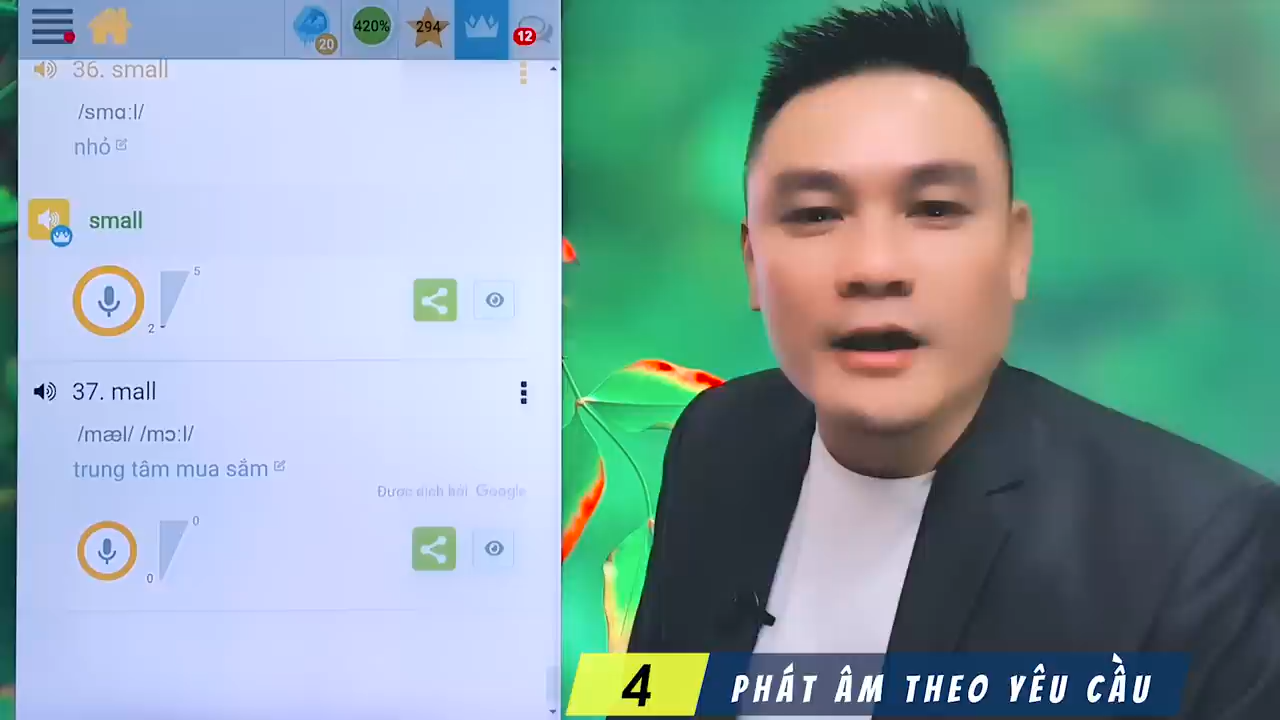 20
420%
294
12
36. small
/smɑːl/
nhỏ
small
5
2
37. mall
/mæl/ /mɔːl/
trung tâm mua sắm
Được dịch bởi Google
0
0
4 PHÁT ÂM THEO YÊU CẦU